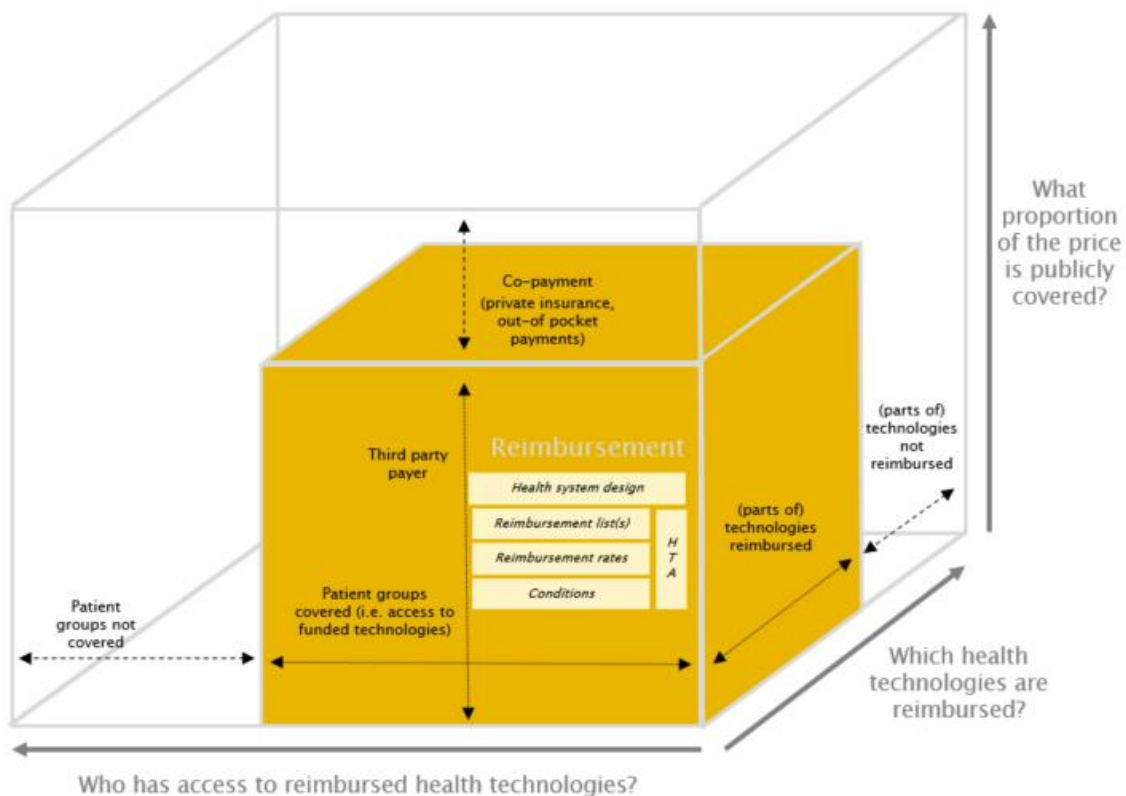 What
proportion
of the price
is publicly
covered?
Co-payment
(private insurance,
out-of pocket
payments)
(parts of)
technologies
not
reimbursed
Third party
payer
Reimbursement
Health system design
Reimbursement list(s)
Reimbursement rates
Conditions
H
T
A
(parts of)
technologies
reimbursed
Patient groups
covered (i.e. access to
funded technologies)
Patient
groups not
covered
Which health
technologies are
reimbursed?
Who has access to reimbursed health technologies?